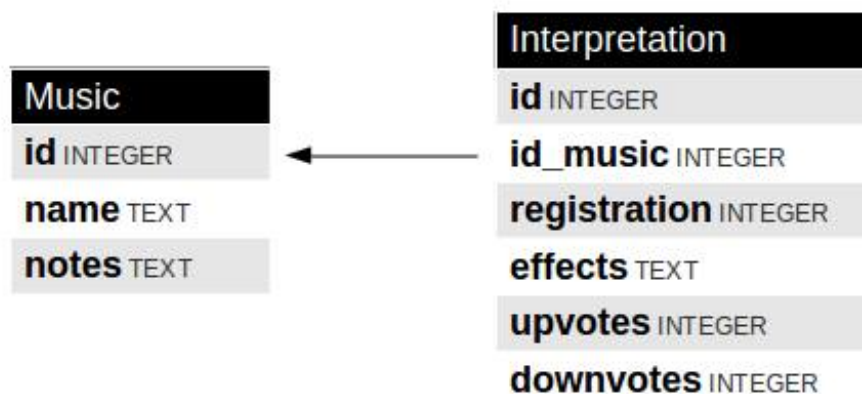 Music
id INTEGER
name TEXT
notes TEXT
Interpretation
id INTEGER
id_music INTEGER
registration INTEGER
effects TEXT
upvotes INTEGER
downvotes INTEGER